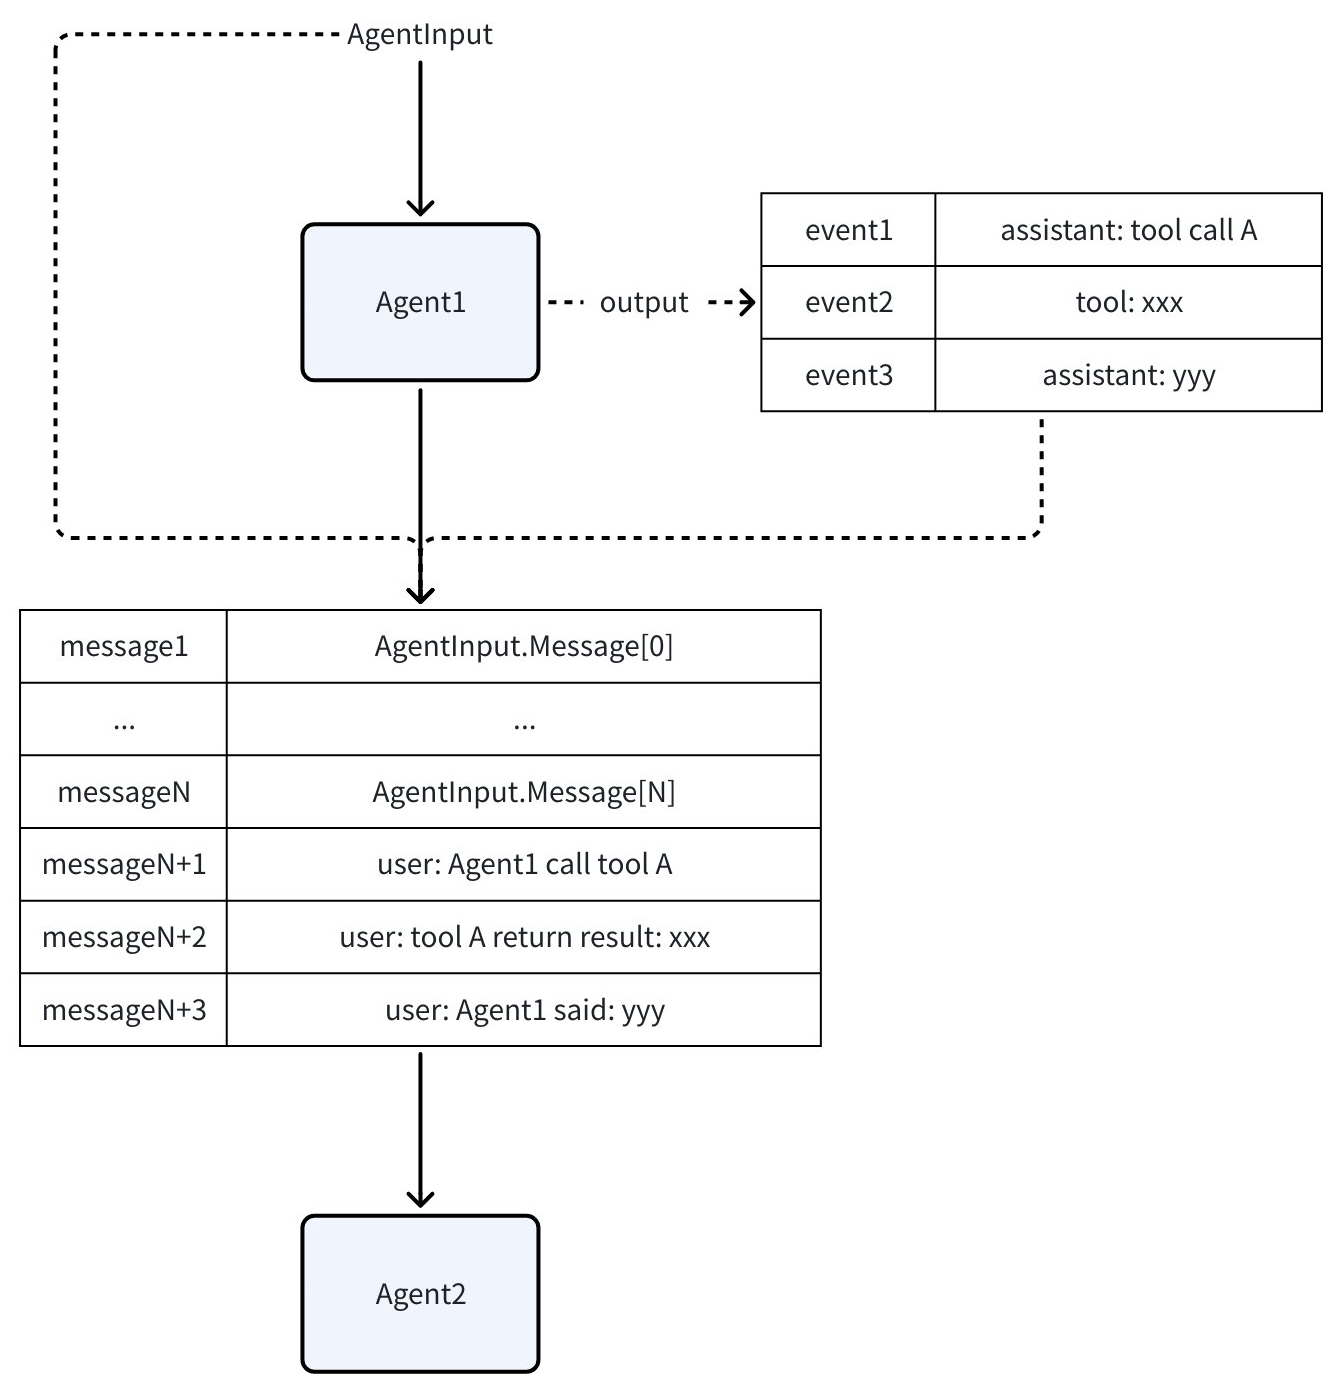 AgentInput
Agent1
output
event1
assistant: tool call A
event2
tool: xxx
event3
assistant: yyy
message1
AgentInput.Message[0]
...
...
messageN
AgentInput.Message[N]
messageN+1
user: Agent1 call tool A
messageN+2
user: tool A return result: xxx
messageN+3
user: Agent1 said: yyy
Agent2